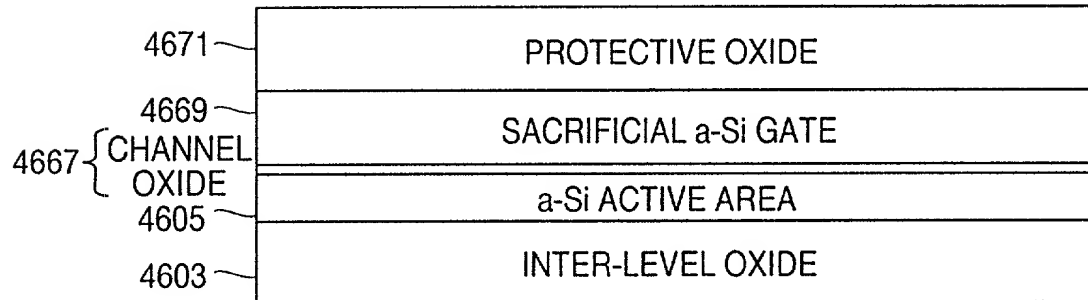 4671 PROTECTIVE OXIDE
4669 SACRIFICIAL a-Si GATE
4667 CHANNEL
OXIDE
a-Si ACTIVE AREA
4605
INTER-LEVEL OXIDE
4603